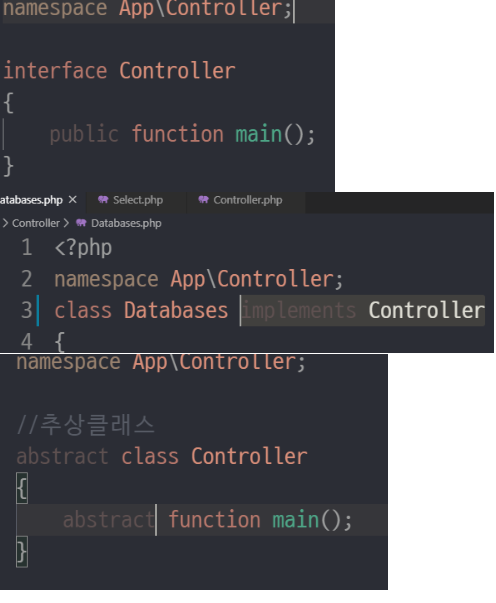 namespace App\Controller;
interface Controller
{
public function main();
}
atabases.php × Select.php Controller.php
> Controller > Databases.php
1 <?php
2 namespace App\Controller;
3 class Databases implements Controller
4 {
namespace App\Controller;
//추상클래스
abstract class Controller
{
abstract function main();
}